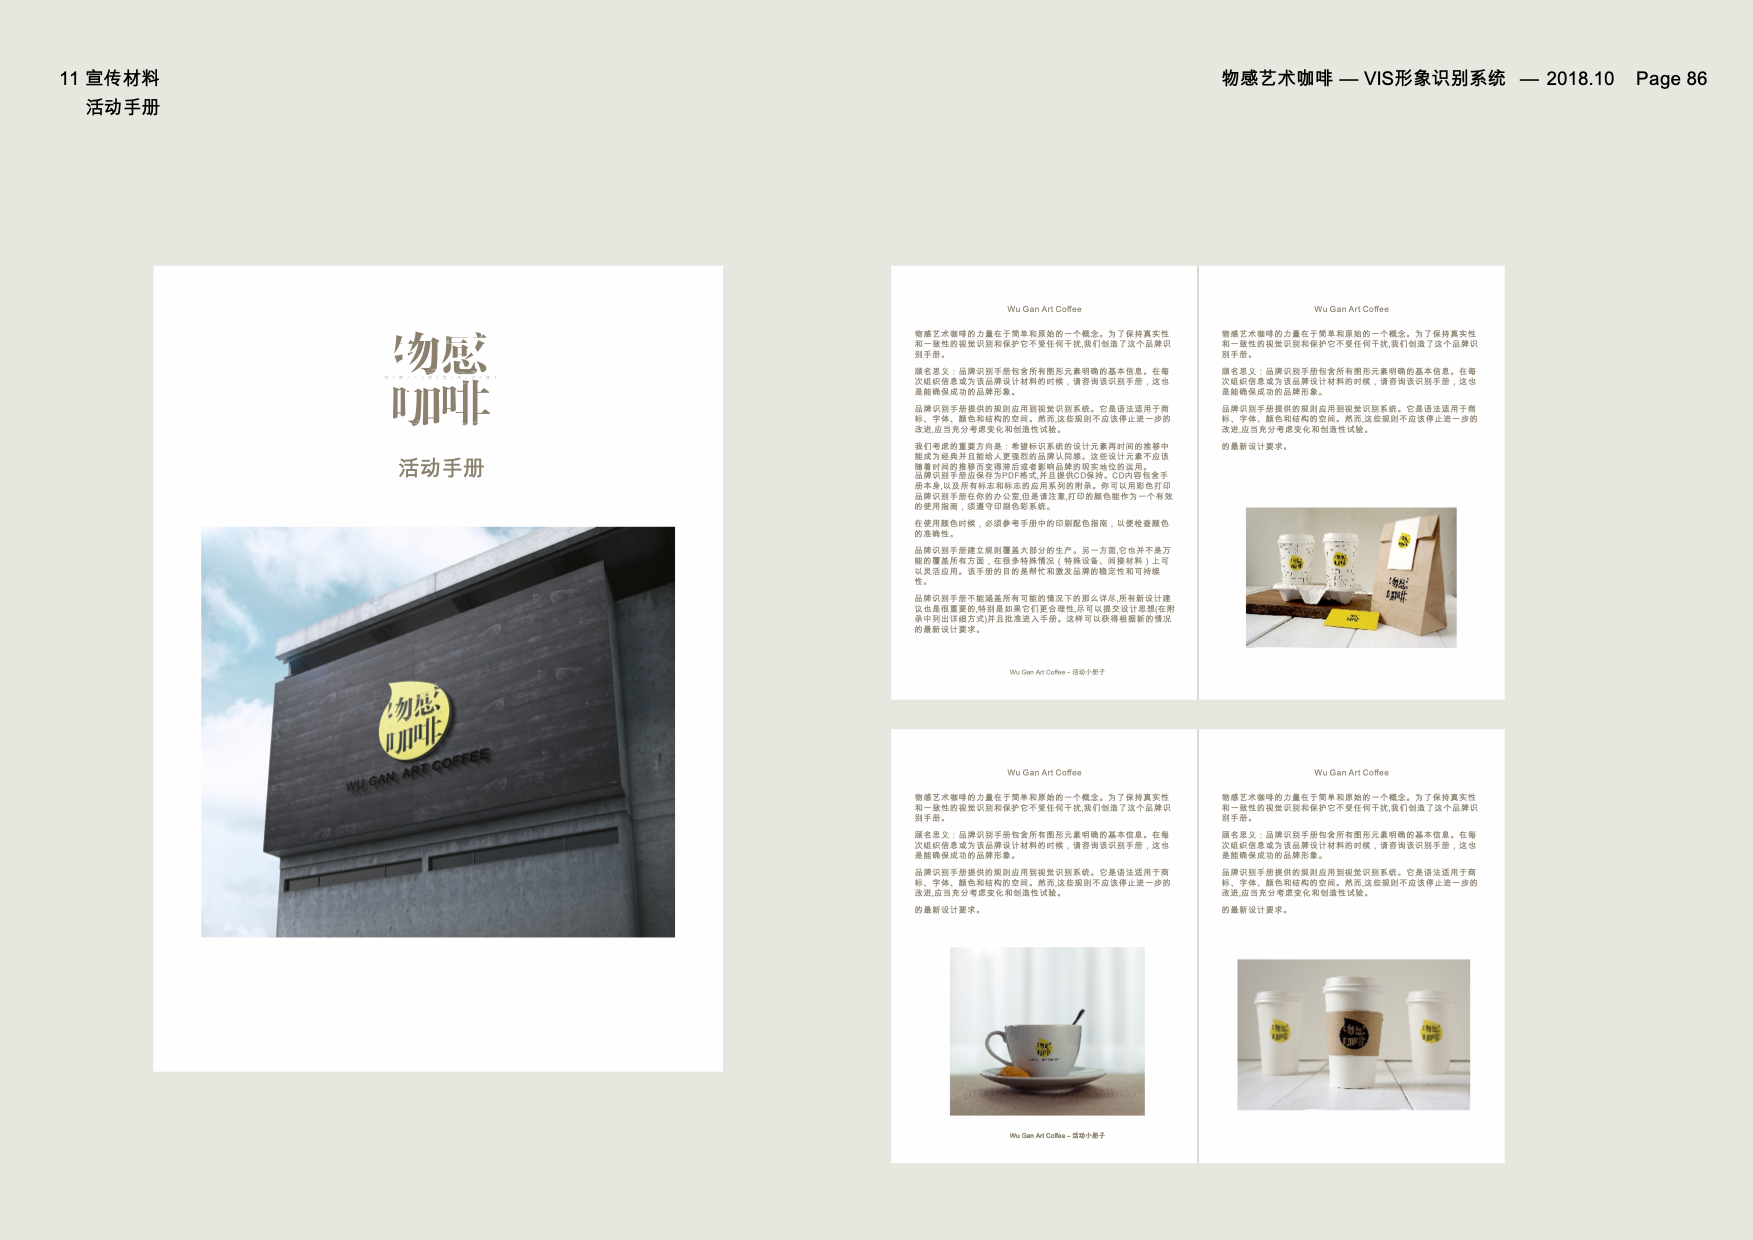 11 宣传材料
活动手册
物感艺术咖啡 — VIS形象识别系统 — 2018.10 Page 86
物感
咖啡
活动手册
物感
咖啡
WU GAN ART COFFEE
Wu Gan Art Coffee
物感艺术咖啡的力量在于简单和原始的一个概念。为了保持真实性
和一致性的视觉识别和保护它不受任何干扰,我们创造了这个品牌识
别手册。
顾名思义：品牌识别手册包含所有图形元素明确的基本信息。在每
次组织信息或为该品牌设计材料的时候，请咨询该识别手册，这也
是能确保成功的品牌形象。
品牌识别手册提供的规则应用到视觉识别系统。它是语法适用于商
标、字体、颜色和结构的空间。然而,这些规则不应该停止进一步的
改进,应当充分考虑变化和创造性试验。
我们考虑的重要方向是：希望标识系统的设计元素再时间的推移中
能成为经典并且能给人更强烈的品牌认同感。这些设计元素不应该
随着时间的推移而变得滞后或者影响品牌的现实地位的运用。
品牌识别手册应保存为PDF格式,并且提供CD保持。CD内容包含手
册本身,以及所有标志和标志的应用系列的附录。你可以用彩色打印
品牌识别手册在你的办公室,但是请注意,打印的颜色能作为一个有效
的使用指南，须遵守印刷色彩系统。
在使用颜色时候，必须参考手册中的印刷配色指南，以便检查颜色
的准确性。
品牌识别手册建立规则覆盖大部分的生产。另一方面,它也并不是万
能的覆盖所有方面，在很多特殊情况（特殊设备、间接材料）上可
以灵活应用。该手册的目的是帮忙和激发品牌的稳定性和可持续
性。
品牌识别手册不能涵盖所有可能的情况下的那么详尽,所有新设计建
议也是很重要的,特别是如果它们更合理性,尽可以提交设计思想(在附
录中列出详细方式)并且批准进入手册。这样可以获得根据新的情况
的最新设计要求。
Wu Gan Art Coffee – 活动小册子
Wu Gan Art Coffee
物感艺术咖啡的力量在于简单和原始的一个概念。为了保持真实性
和一致性的视觉识别和保护它不受任何干扰,我们创造了这个品牌识
别手册。
顾名思义：品牌识别手册包含所有图形元素明确的基本信息。在每
次组织信息或为该品牌设计材料的时候，请咨询该识别手册，这也
是能确保成功的品牌形象。
品牌识别手册提供的规则应用到视觉识别系统。它是语法适用于商
标、字体、颜色和结构的空间。然而,这些规则不应该停止进一步的
改进,应当充分考虑变化和创造性试验。
的最新设计要求。
物感
咖啡
Wu Gan Art Coffee
物感艺术咖啡的力量在于简单和原始的一个概念。为了保持真实性
和一致性的视觉识别和保护它不受任何干扰,我们创造了这个品牌识
别手册。
顾名思义：品牌识别手册包含所有图形元素明确的基本信息。在每
次组织信息或为该品牌设计材料的时候，请咨询该识别手册，这也
是能确保成功的品牌形象。
品牌识别手册提供的规则应用到视觉识别系统。它是语法适用于商
标、字体、颜色和结构的空间。然而,这些规则不应该停止进一步的
改进,应当充分考虑变化和创造性试验。
的最新设计要求。
物感
咖啡
Wu Gan Art Coffee – 活动小册子
Wu Gan Art Coffee
物感艺术咖啡的力量在于简单和原始的一个概念。为了保持真实性
和一致性的视觉识别和保护它不受任何干扰,我们创造了这个品牌识
别手册。
顾名思义：品牌识别手册包含所有图形元素明确的基本信息。在每
次组织信息或为该品牌设计材料的时候，请咨询该识别手册，这也
是能确保成功的品牌形象。
品牌识别手册提供的规则应用到视觉识别系统。它是语法适用于商
标、字体、颜色和结构的空间。然而,这些规则不应该停止进一步的
改进,应当充分考虑变化和创造性试验。
的最新设计要求。
物感
咖啡